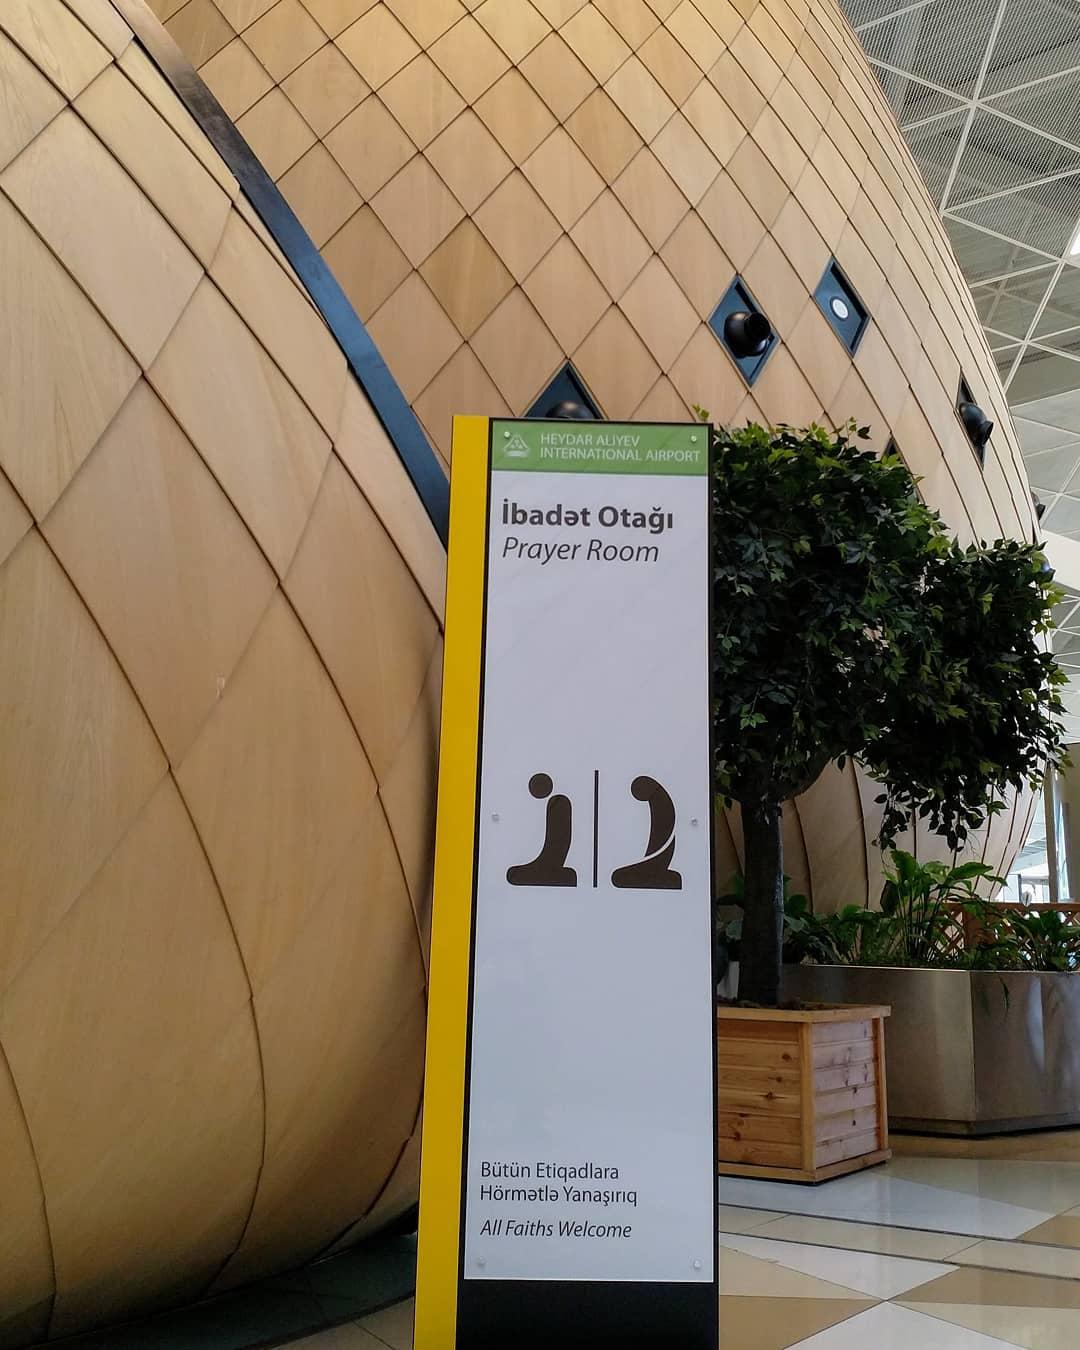 HEYDAR ALIYEV
INTERNATIONAL AIRPORT
İbadət Otağı
Prayer Room
Bütün Etiqadlara
Hörmətlə Yanaşırıq
All Faiths Welcome